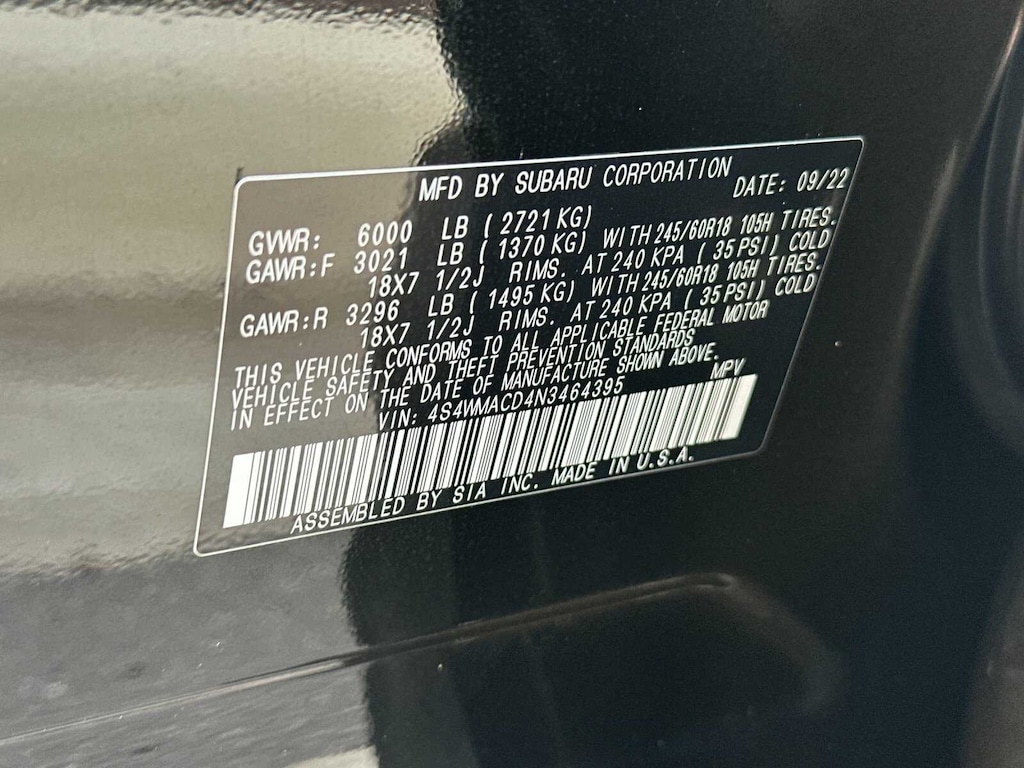 MFD BY SUBARU CORPORATION DATE: 09/22
GVWR: 6000 LB ( 2721 KG)
GAWR:F 3021 LB ( 1370 KG) WITH 245/60R18 105H TIRES.
18X7 1/2J RIMS. AT 240 KPA ( 35 PSI) COLD
GAWR:R 3296 LB ( 1495 KG) WITH 245/60R18 105H TIRES.
18X7 1/2J RIMS. AT 240 KPA ( 35 PSI) COLD
THIS VEHICLE CONFORMS TO ALL APPLICABLE FEDERAL MOTOR
VEHICLE SAFETY AND THEFT PREVENTION STANDARDS
IN EFFECT ON THE DATE OF MANUFACTURE SHOWN ABOVE.
VIN: 4S4WMACD4N3464395 MPV
ASSEMBLED BY SIA INC. MADE IN U.S.A.